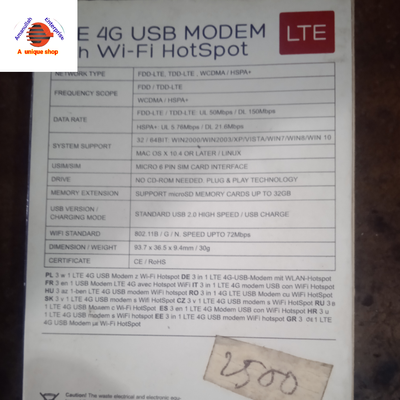 Amanullah Enterprise
A unique shop
E 4G USB MODEM
h Wi-Fi HotSpot
LTE
NETWORK TYPE FDD-LTE, TDD-LTE , WCDMA / HSPA+
FREQUENCY SCOPE FDD / TDD-LTE
WCDMA / HSPA+
DATA RATE FDD-LTE / TDD-LTE: UL 50Mbps / DL 150Mbps
HSPA+ UL 5.76Mbps / DL 21.6Mbps
SYSTEM SUPPORT 32 / 64BIT: WIN2000/WIN2003/XP/VISTA/WIN7/WIN8/WIN 10
MAC OS X 10.4 OR LATER / LINUX
USIM/SIM MICRO 6 PIN SIM CARD INTERFACE
DRIVE NO CD-ROM NEEDED, PLUG & PLAY TECHNOLOGY
MEMORY EXTENSION SUPPORT microSD MEMORY CARDS UP TO 32GB
USB VERSION / CHARGING MODE STANDARD USB 2.0 HIGH SPEED / USB CHARGE
WIFI STANDARD 802.11B / G / N. SPEED UPTO 72Mbps
DIMENSION / WEIGHT 93.7 x 36.5 x 9.4mm / 30g
CERTIFICATE CE / RoHS
PL 3 w 1 LTE 4G USB Modem z Wi-Fi Hotspot DE 3 in 1 LTE 4G-USB-Modem mit WLAN-Hotspot
FR 3 en 1 USB Modem LTE 4G avec Hotspot WiFi IT 3 in 1 LTE 4G modem USB con WiFi Hotspot
HU 3 az 1-ben LTE 4G USB modem WiFi hotspot RO 3 în 1 LTE 4G Modem USB cu WiFi HotSpot
SK 3 v 1 LTE 4G USB modem s Wifi HotSpot CZ 3 v 1 LTE 4G USB modem s WiFi HotSpot RU 3 в
1 LTE 4G USB Modem с Wi-Fi HotSpot ES 3 en 1 LTE 4G USB Modem con WiFi Hotspot HR 3 u
1 LTE 4G USB modem s WiFi hotspot EE 3 in 1 LTE 4G USB Modem WiFi hotspot GR 3 σε 1 LTE
4G USB Modem με Wi-Fi HotSpot
2500
Caution! The waste electrical and electronic equip.